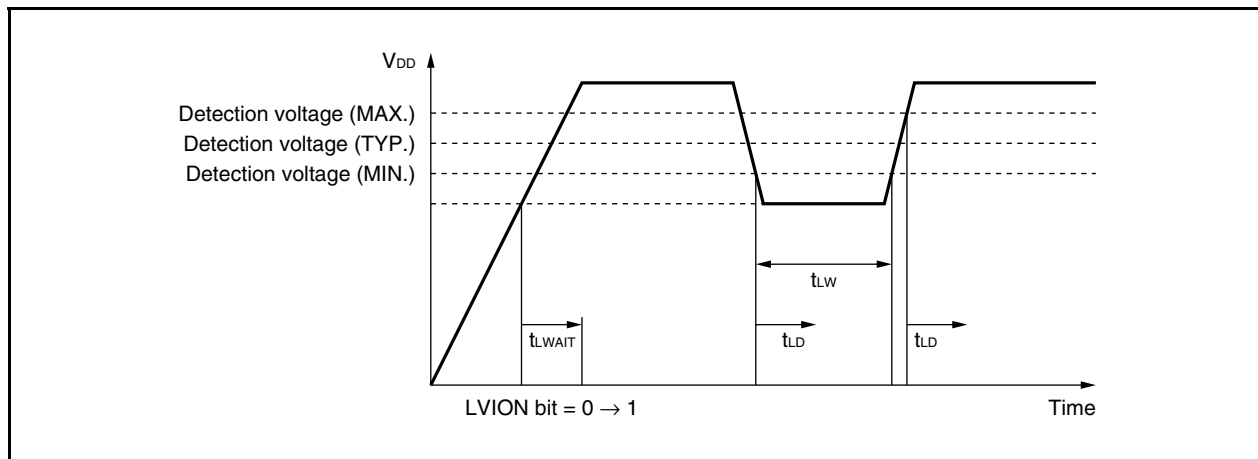 VDD
Detection voltage (MAX.)
Detection voltage (TYP.)
Detection voltage (MIN.)
tLW
tLWAIT
tLD
tLD
LVION bit = 0 → 1
Time